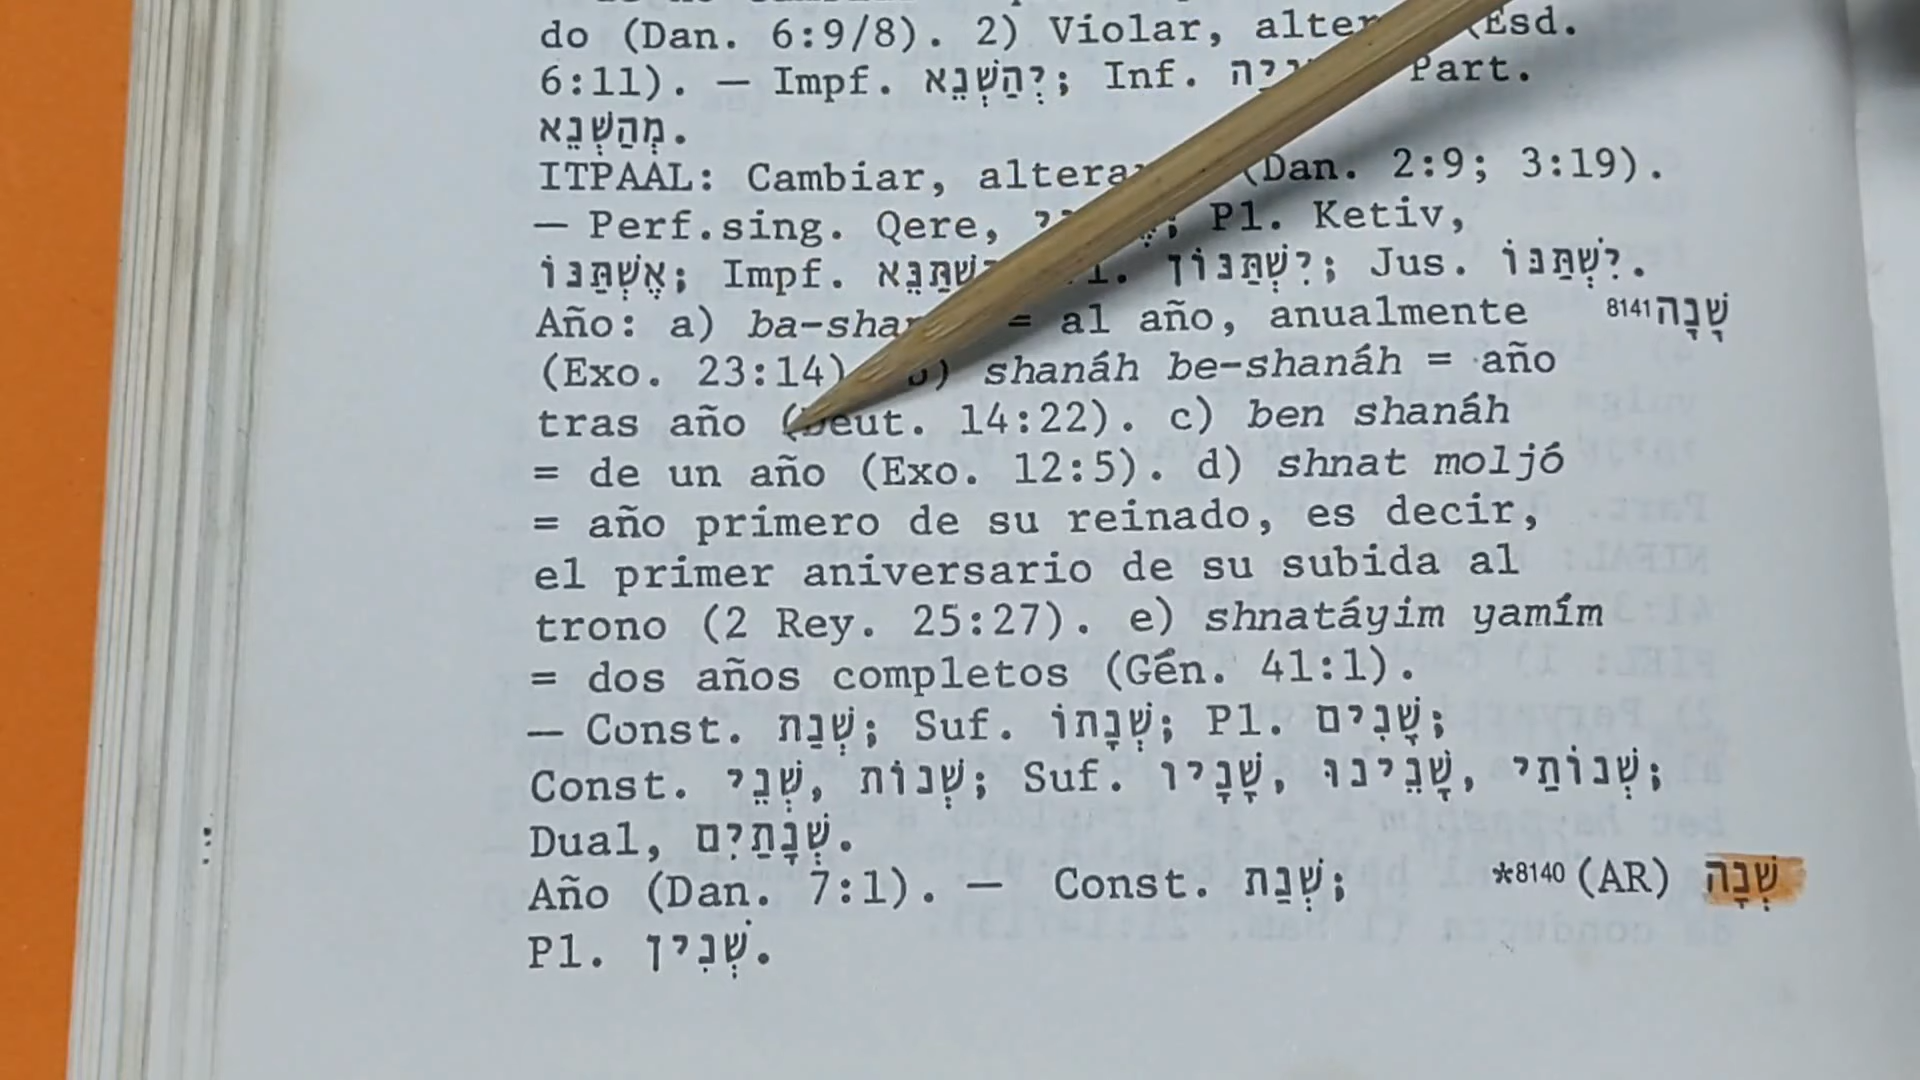 do (Dan. 6:9/8). 2) Violar, (Esd.
6:11). — Impf. יְהַשְׁנֵא; Inf. Part.
מְהַשְׁנֵא.
ITPAAL: Cambiar, (Dan. 2:9; 3:19).
— Perf.sing. Qere, Pl. Ketiv,
אֶשְׁתַּנּוֹ; Impf. יִשְׁתַּנּוֹן; Jus. יִשְׁתַּנּוֹ.
Año: a) = al año, anualmente 8141 שָׁנָה
(Exo. 23:14) shanáh be-shanáh = año
tras año (Deut. 14:22). c) ben shanáh
= de un año (Exo. 12:5). d) shnat moljó
= año primero de su reinado, es decir,
el primer aniversario de su subida al
trono (2 Rey. 25:27). e) shnatáyim yamím
= dos años completos (Gén. 41:1).
— Const. שְׁנַת; Suf. שְׁנָתוֹ; Pl. שָׁנִים;
Const. שְׁנֵי, שְׁנוֹת; Suf. שָׁנָיו, שָׁנֵינוּ, שְׁנוֹתַי;
Dual, שְׁנָתַיִם.
Año (Dan. 7:1). — Const. שְׁנַת; *8140 (AR) שְׁנָה
Pl. שְׁנִין.